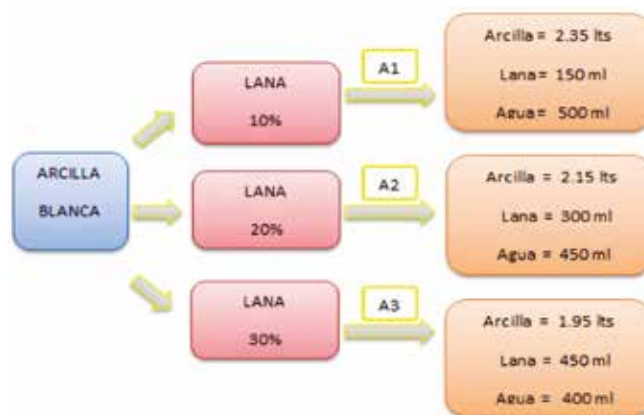 ARCILLA
BLANCA
LANA
10%
A1
Arcilla = 2.35 lts
Lana= 150 ml
Agua= 500 ml
LANA
20%
A2
Arcilla = 2.15 lts
Lana = 300 ml
Agua = 450 ml
LANA
30%
A3
Arcilla = 1.95 lts
Lana = 450 ml
Agua = 400 ml